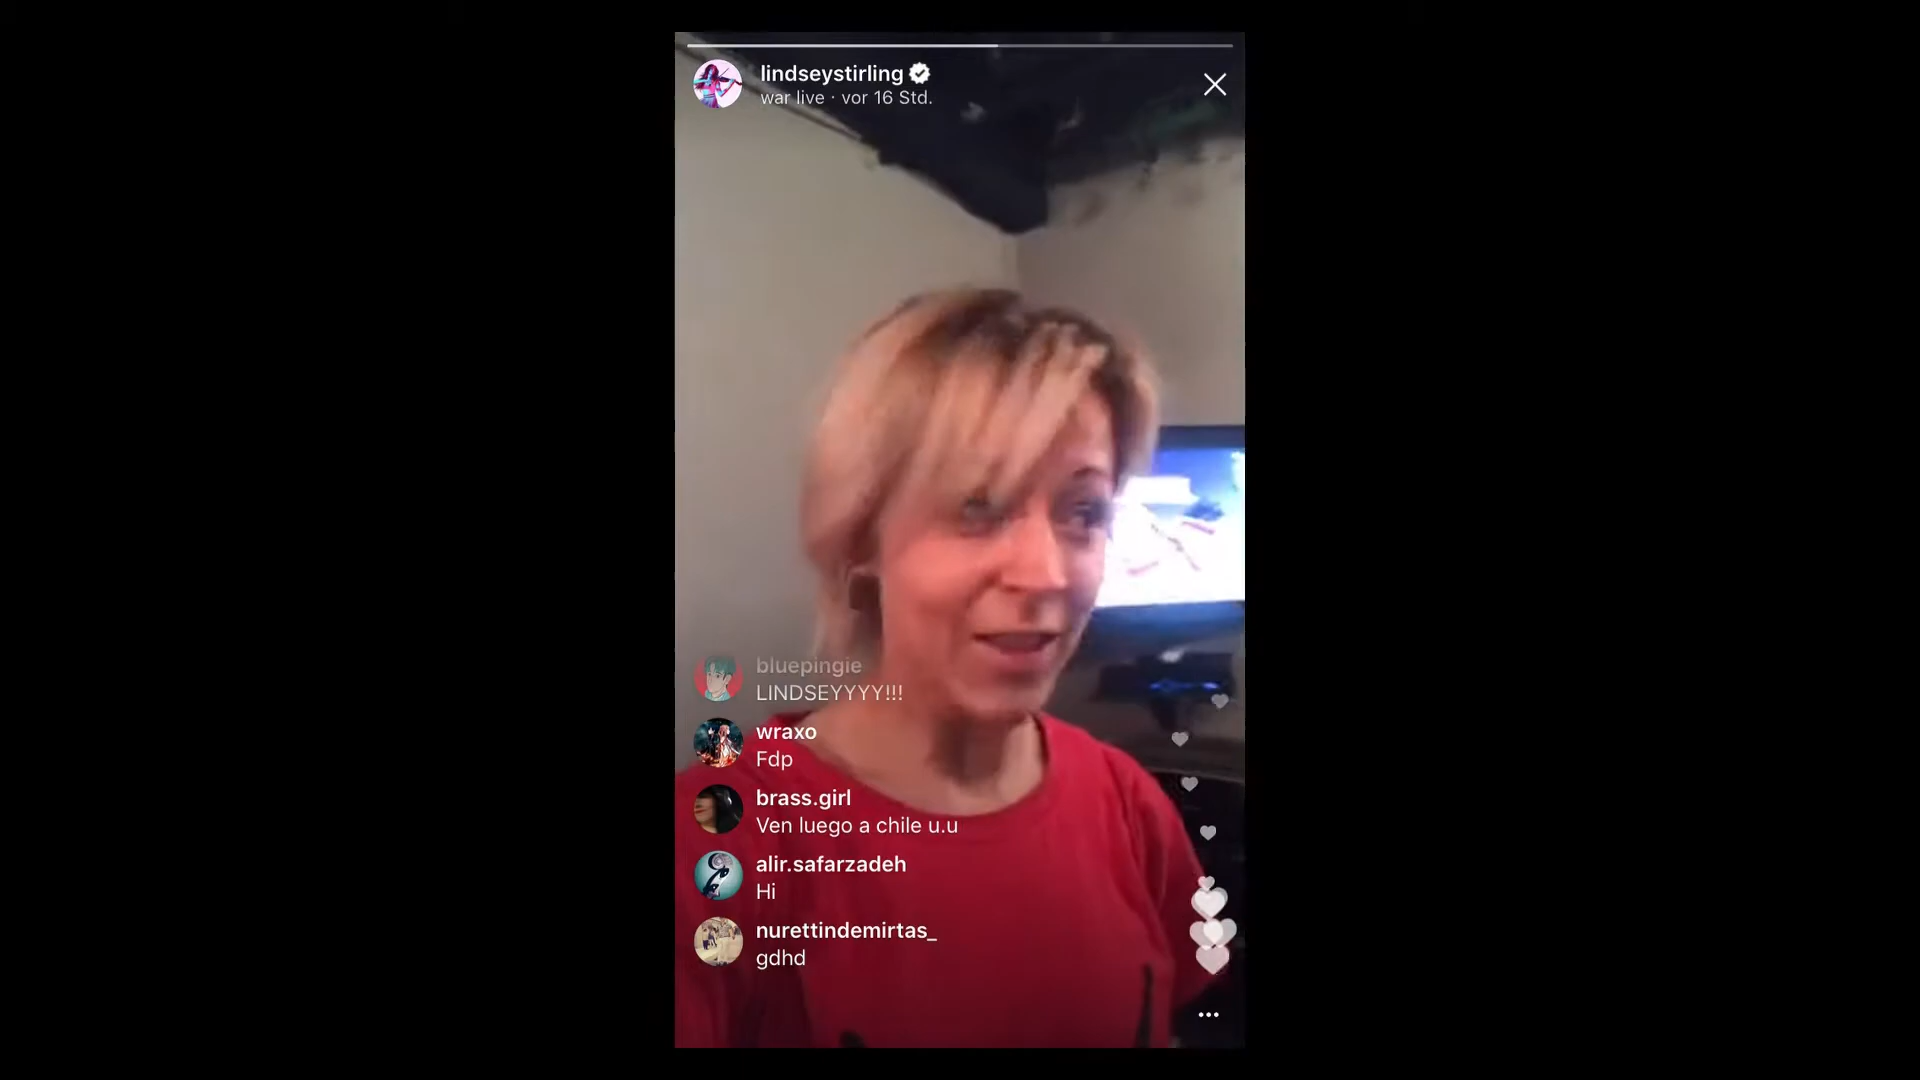 lindseystirling
war live · vor 16 Std.
bluepingie
LINDSEYYYY!!!
wraxo
Fdp
brass.girl
Ven luego a chile u.u
alir.safarzadeh
Hi
nurettindemirtas_
gdhd